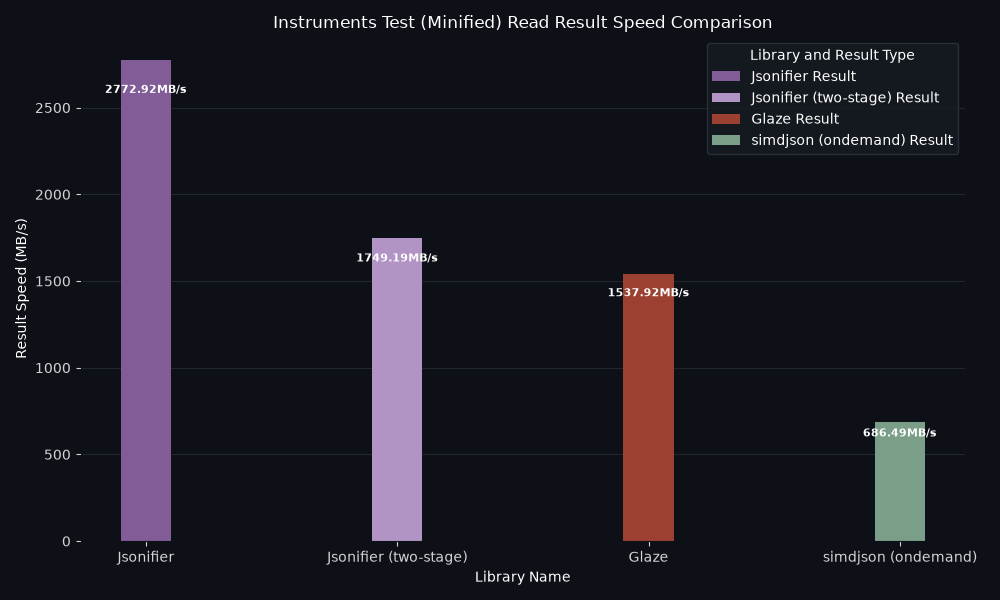 Instruments Test (Minified) Read Result Speed Comparison
Library and Result Type
Jsonifier Result
Jsonifier (two-stage) Result
Glaze Result
simdjson (ondemand) Result
2772.92MB/s
1749.19MB/s
1537.92MB/s
686.49MB/s
Result Speed (MB/s)
2500
2000
1500
1000
500
0
Jsonifier
Jsonifier (two-stage)
Glaze
simdjson (ondemand)
Library Name